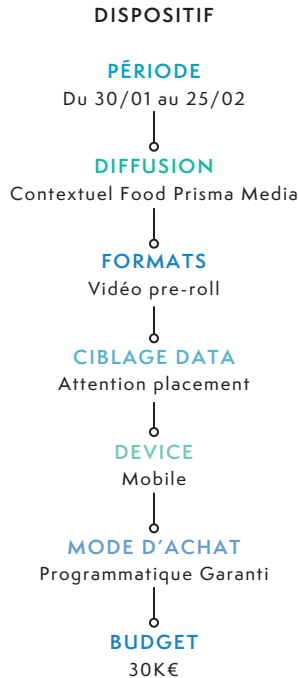 DISPOSITIF
PÉRIODE
Du 30/01 au 25/02
DIFFUSION
Contextuel Food Prisma Media
FORMATS
Vidéo pre-roll
CIBLAGE DATA
Attention placement
DEVICE
Mobile
MODE D'ACHAT
Programmatique Garanti
BUDGET
30K€